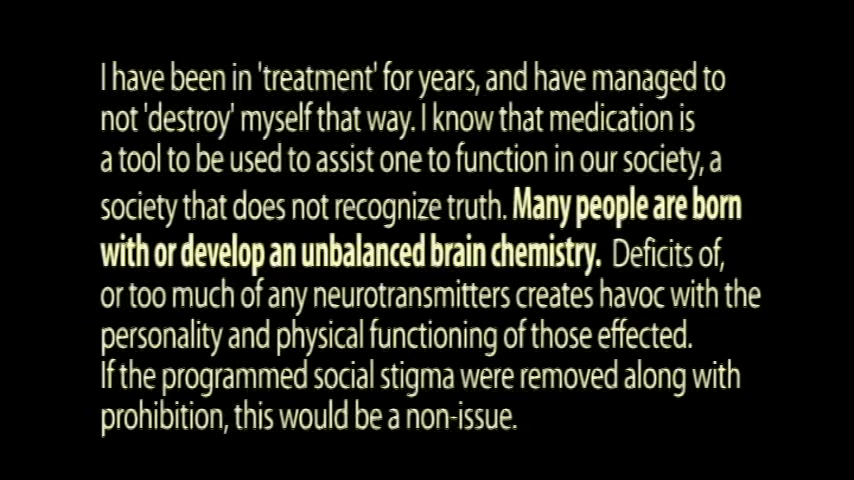 I have been in 'treatment' for years, and have managed to
not 'destroy' myself that way. I know that medication is
a tool to be used to assist one to function in our society, a
society that does not recognize truth. Many people are born
with or develop an unbalanced brain chemistry. Deficits of,
or too much of any neurotransmitters creates havoc with the
personality and physical functioning of those effected.
If the programmed social stigma were removed along with
prohibition, this would be a non-issue.